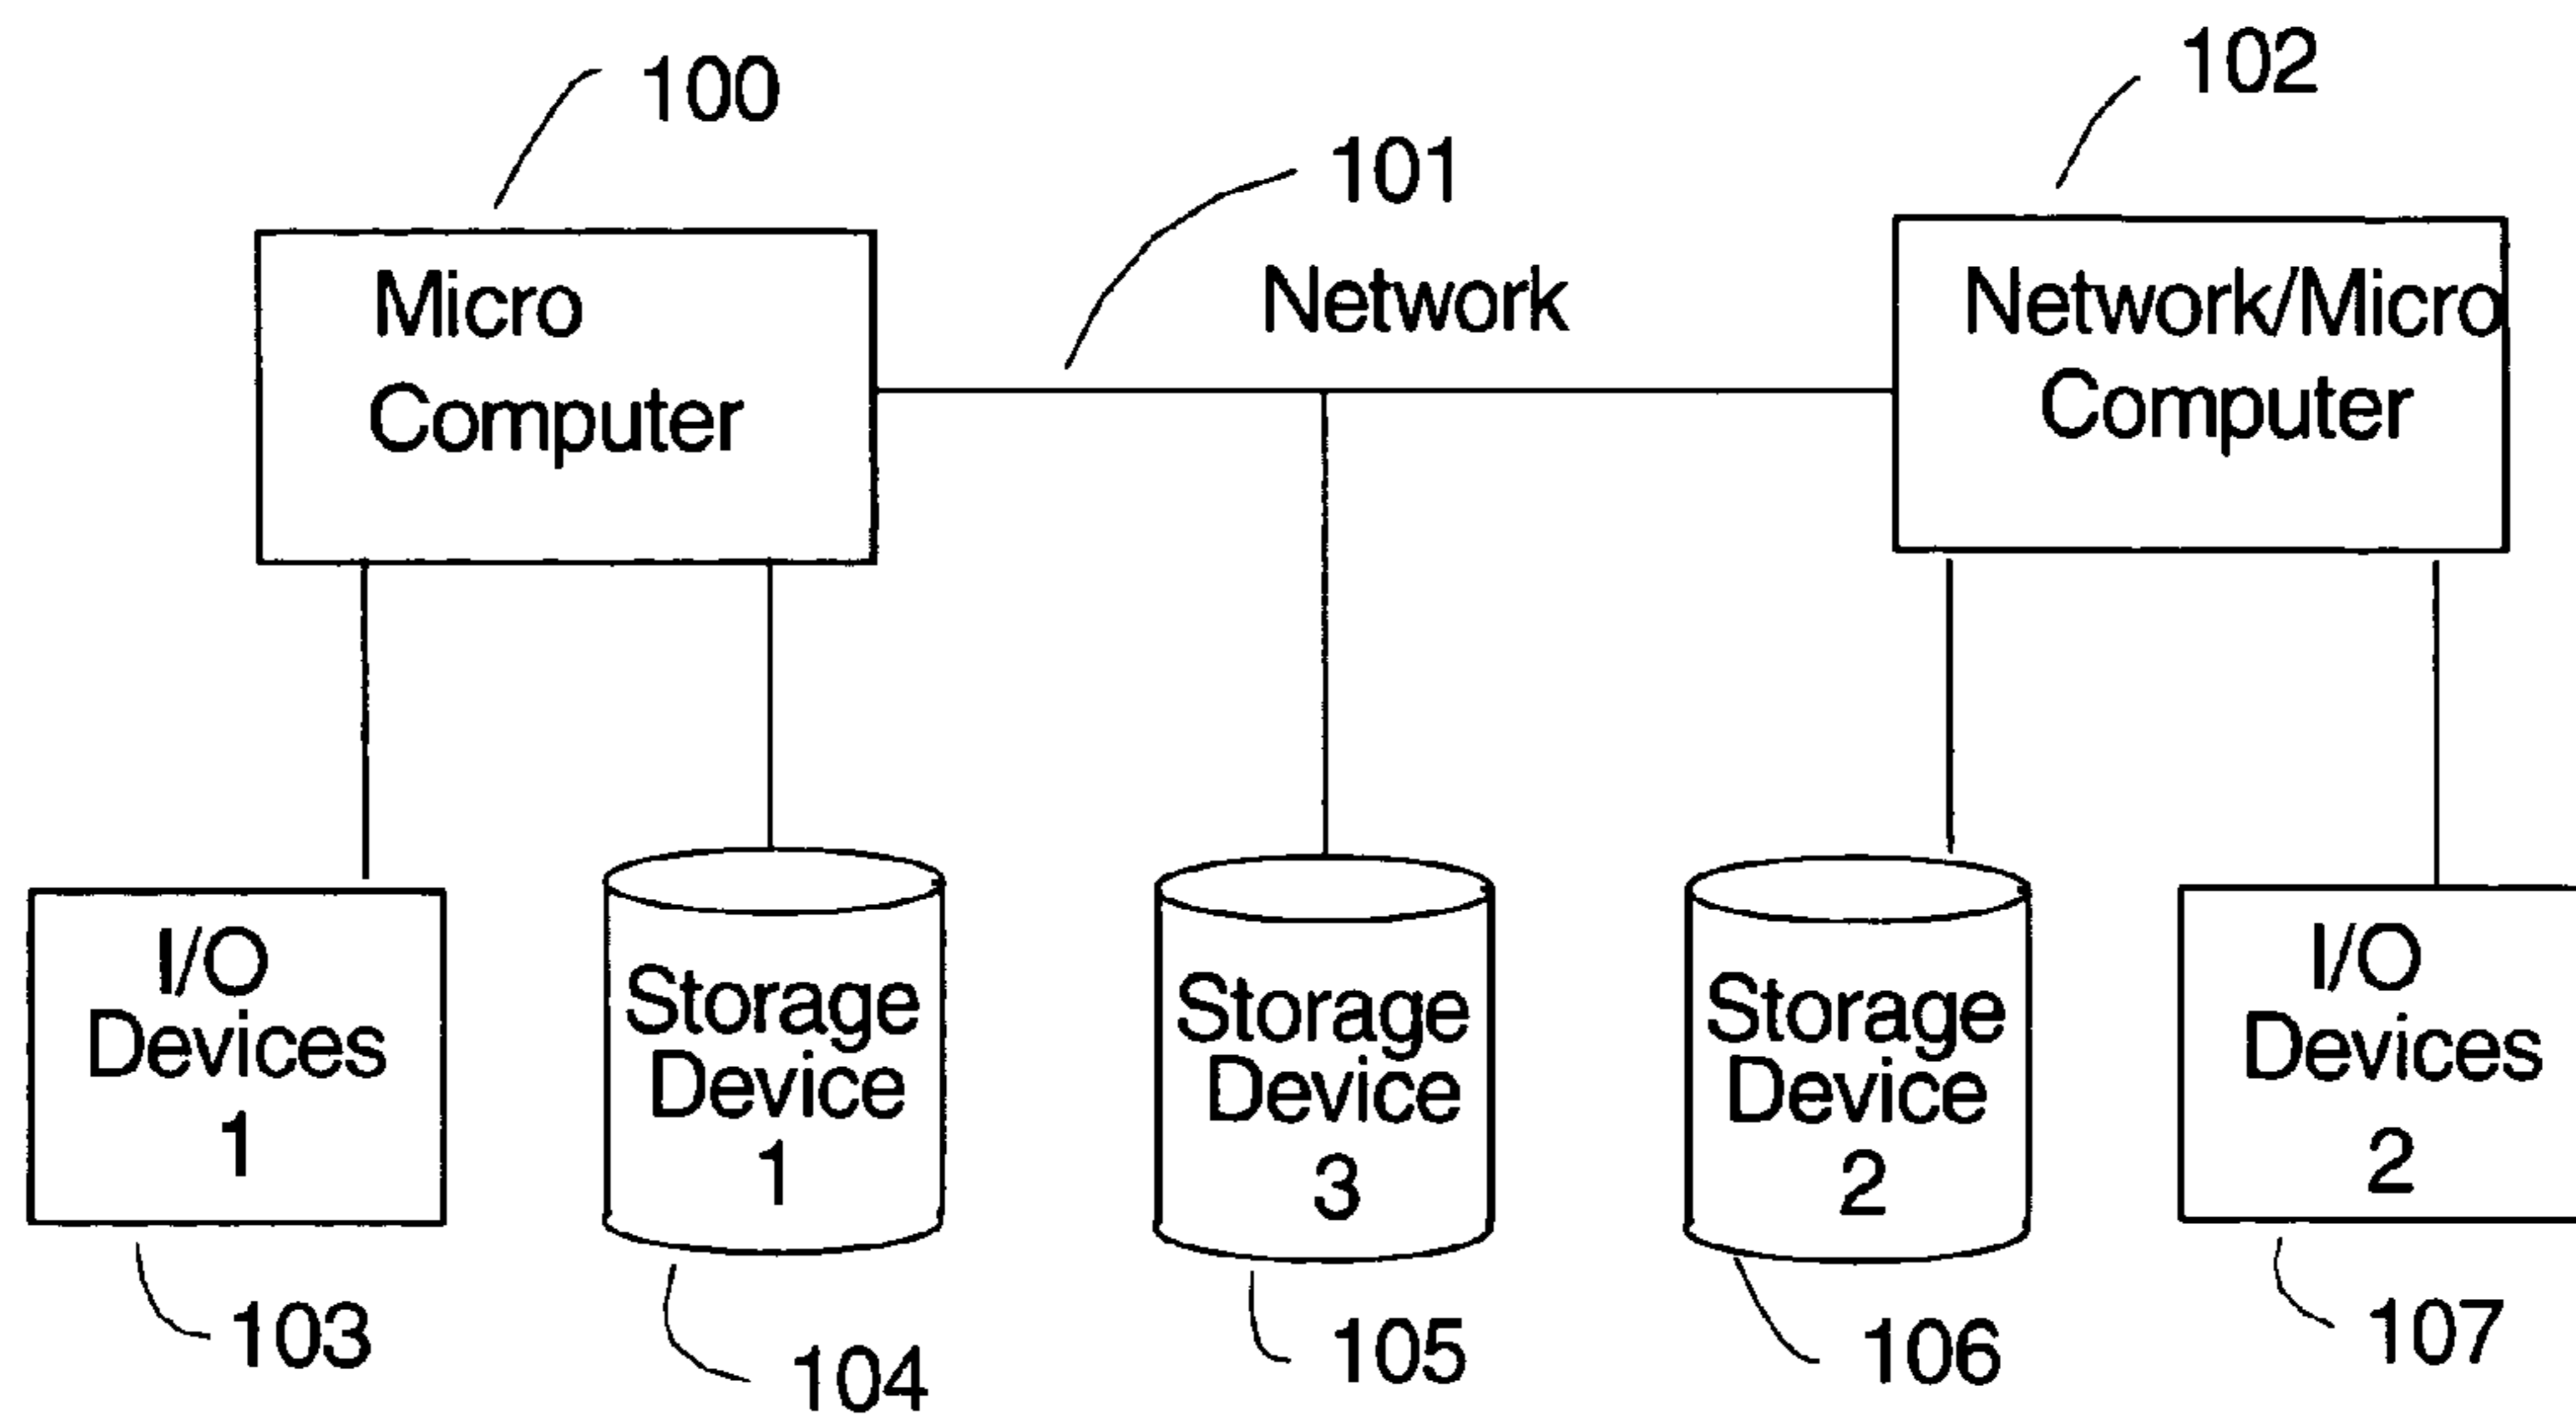 100
102
101
Micro
Computer
Network
Network/Micro
Computer
I/O
Devices
1
Storage
Device
1
Storage
Device
3
Storage
Device
2
I/O
Devices
2
103
104
105
106
107